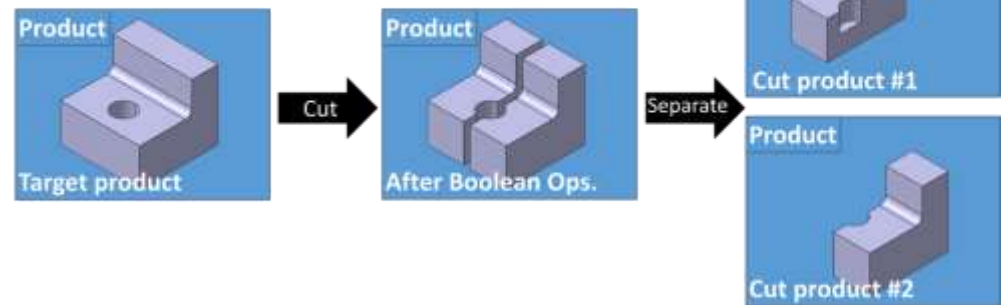 Product
Target product
Cut
Product
After Boolean Ops.
Separate
Cut product #1
Product
Cut product #2